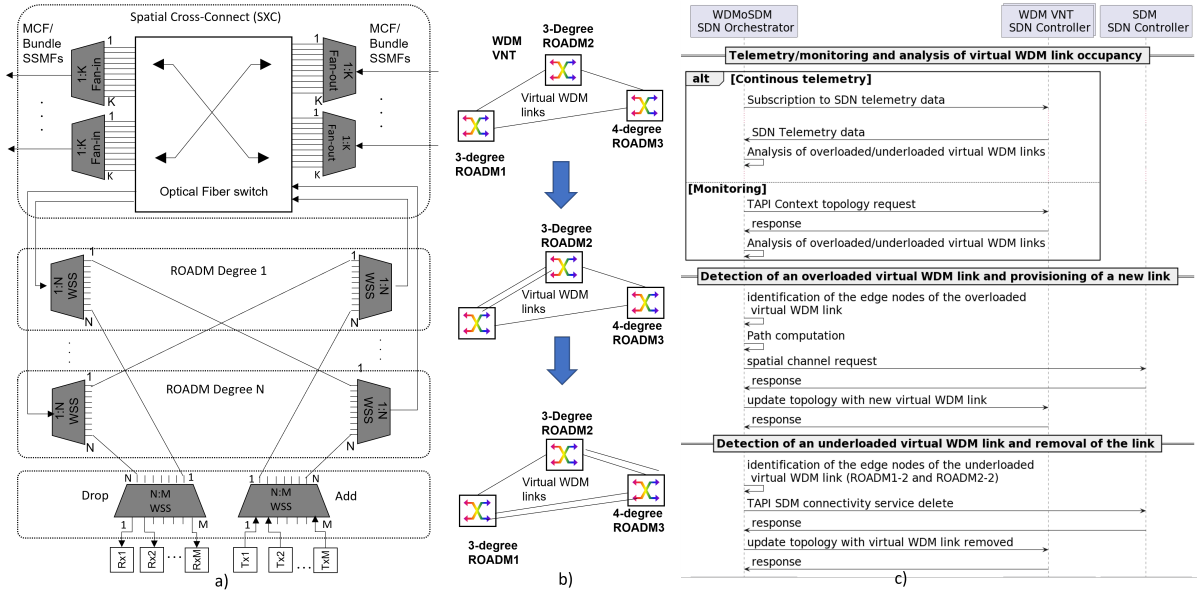 Spatial Cross-Connect (SXC)
MCF/
Bundle
SSMFs
MCF/
Bundle
SSMFs
1:K
Fan-in
1
K
1
1:K
Fan-out
K
1:K
Fan-in
1
K
1
1:K
Fan-out
K
Optical Fiber switch
ROADM Degree 1
1:N
WSS
1
N
1
1:N
WSS
N
ROADM Degree N
1:N
WSS
1
N
1
1:N
WSS
N
Drop
N
1
N:M
WSS
1
M
1
N
N:M
WSS
1
M
Add
Rx1
Rx2
...
RxM
Tx1
Tx2
...
TxM
a)
WDM
VNT
3-Degree
ROADM2
Virtual WDM
links
4-degree
ROADM3
3-degree
ROADM1
3-Degree
ROADM2
Virtual WDM
links
4-degree
ROADM3
3-Degree
ROADM2
Virtual WDM
links
4-degree
ROADM3
3-degree
ROADM1
b)
WDMoSDM
SDN Orchestrator
WDM VNT
SDN Controller
SDM
SDN Controller
Telemetry/monitoring and analysis of virtual WDM link occupancy
alt
[Continous telemetry]
Subscription to SDN telemetry data
SDN Telemetry data
Analysis of overloaded/underloaded virtual WDM links
[Monitoring]
TAPI Context topology request
response
Analysis of overloaded/underloaded virtual WDM links
Detection of an overloaded virtual WDM link and provisioning of a new link
identification of the edge nodes of the overloaded
virtual WDM link
Path computation
spatial channel request
response
update topology with new virtual WDM link
response
Detection of an underloaded virtual WDM link and removal of the link
identification of the edge nodes of the underloaded
virtual WDM link (ROADM1-2 and ROADM2-2)
TAPI SDM connectivity service delete
response
update topology with virtual WDM link removed
response
c)